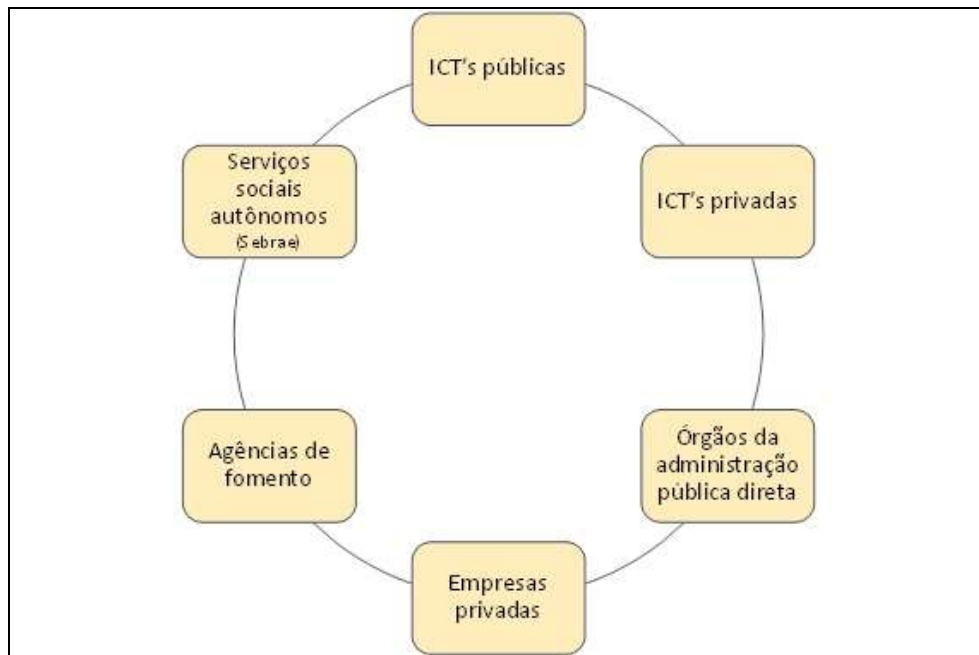 ICT's públicas
ICT's privadas
Órgãos da
administração
pública direta
Empresas
privadas
Agências de
fomento
Serviços
sociais
autônomos
(Sebrae)